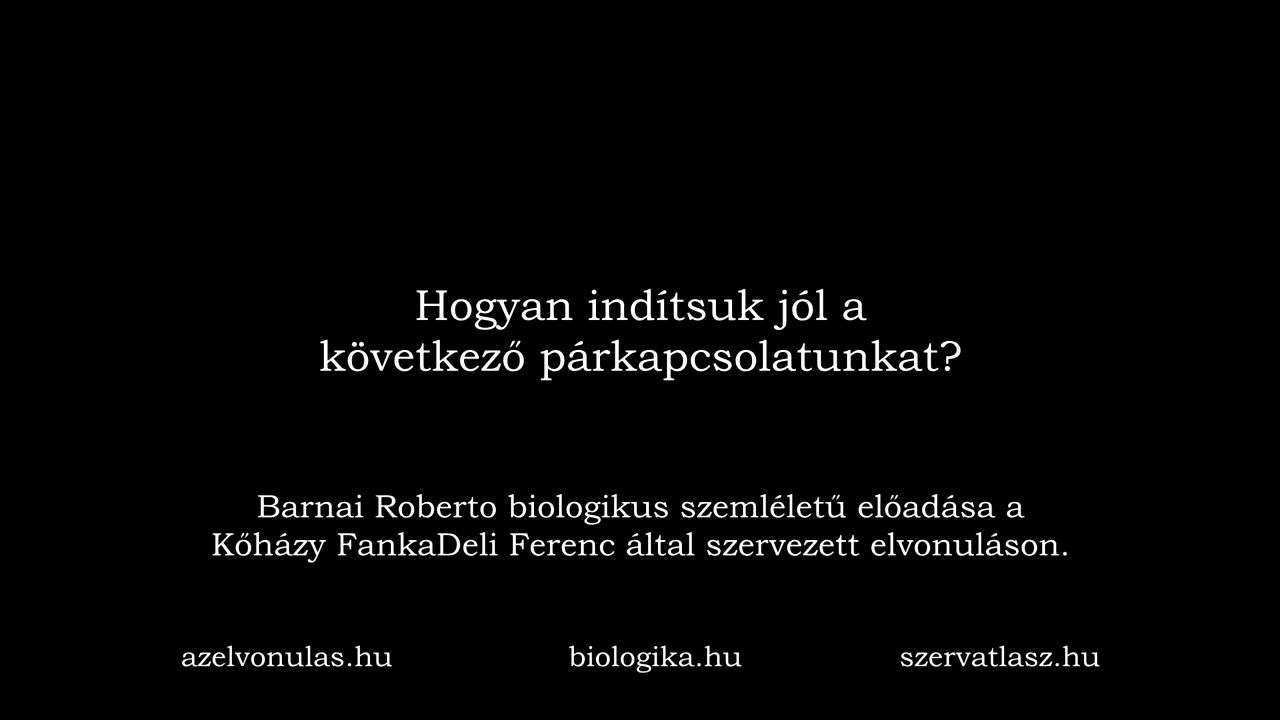 Hogyan indítsuk jól a
következő párkapcsolatunkat?
Barnai Roberto biologikus szemléletű előadása a
Kőházy FankaDeli Ferenc által szervezett elvonuláson.
azelvonulas.hu biologika.hu szervatlasz.hu